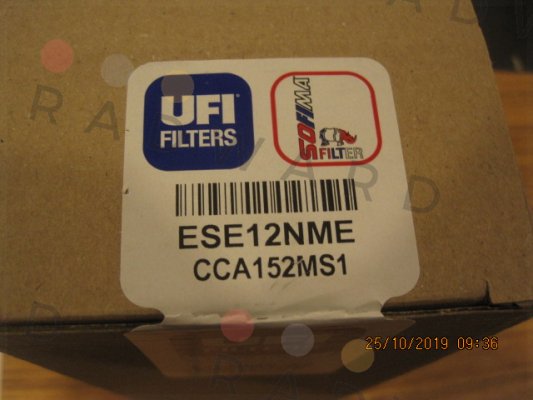 UFI
FILTERS
SOFIMA
FILTER
ESE12NME
CCA152MS1
25/10/2019 09:36